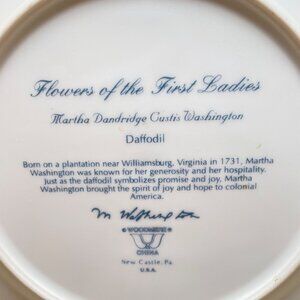 Flowers of the First Ladies
Martha Dandridge Custis Washington
Daffodil
Born on a plantation near Williamsburg, Virginia in 1731, Martha
Washington was known for her generosity and her hospitality.
Just as the daffodil symbolizes promise and joy, Martha
Washington brought the spirit of joy and hope to colonial
America.
M Washington
WOODMERE
CHINA
New Castle, Pa.
U.S.A.